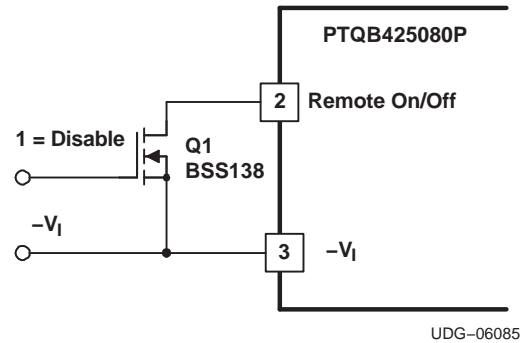 PTQB425080P
2 Remote On/Off
1 = Disable
Q1
BSS138
–VI
3 –VI
UDG–06085